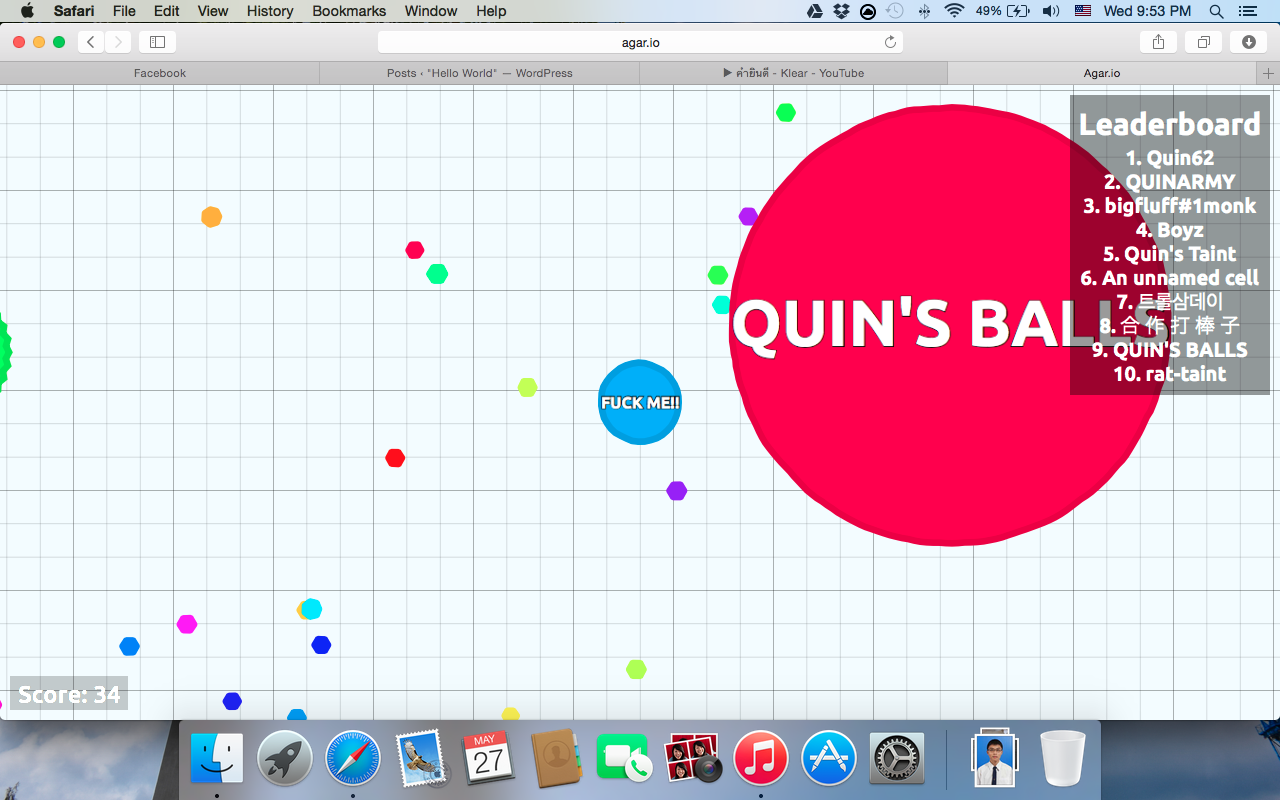 Safari File Edit View History Bookmarks Window Help 49% Wed 9:53 PM
agar.io
Facebook Posts ‹ "Hello World" — WordPress ▶ คำยินดี - Klear - YouTube Agar.io
Leaderboard
1. Quin62
2. QUINARMY
3. bigfluff#1monk
4. Boyz
5. Quin's Taint
6. An unnamed cell
7. 트롤삼데이
8. 合 作 打 棒 子
9. QUIN'S BALLS
10. rat-taint
QUIN'S BALLS
FUCK ME!!
Score: 34
MAY
27